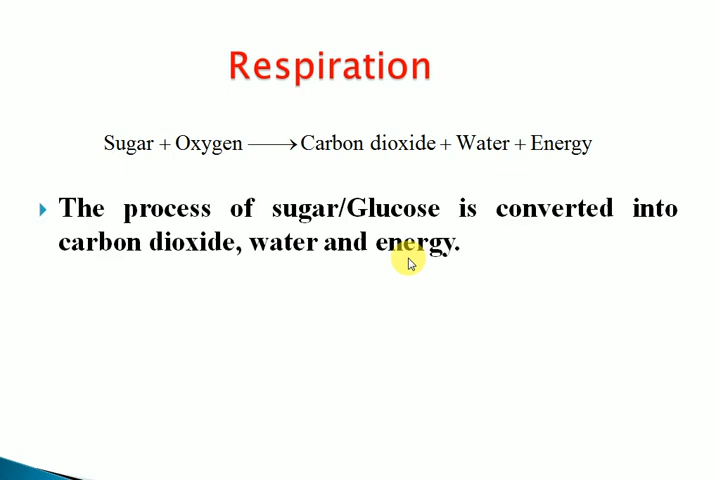 Respiration
Sugar + Oxygen ⟶ Carbon dioxide + Water + Energy
The process of sugar/Glucose is converted into
carbon dioxide, water and energy.